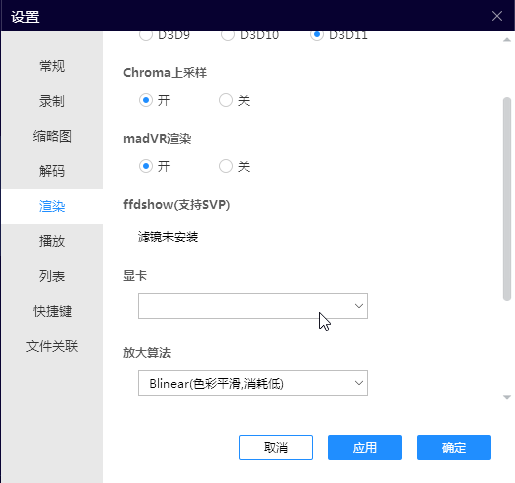 设置
常规
录制
缩略图
解码
渲染
播放
列表
快捷键
文件关联
D3D9 D3D10 D3D11
Chroma上采样
开 关
madVR渲染
开 关
ffdshow(支持SVP)
滤镜未安装
显卡
放大算法
Blinear(色彩平滑,消耗低)
取消 应用 确定